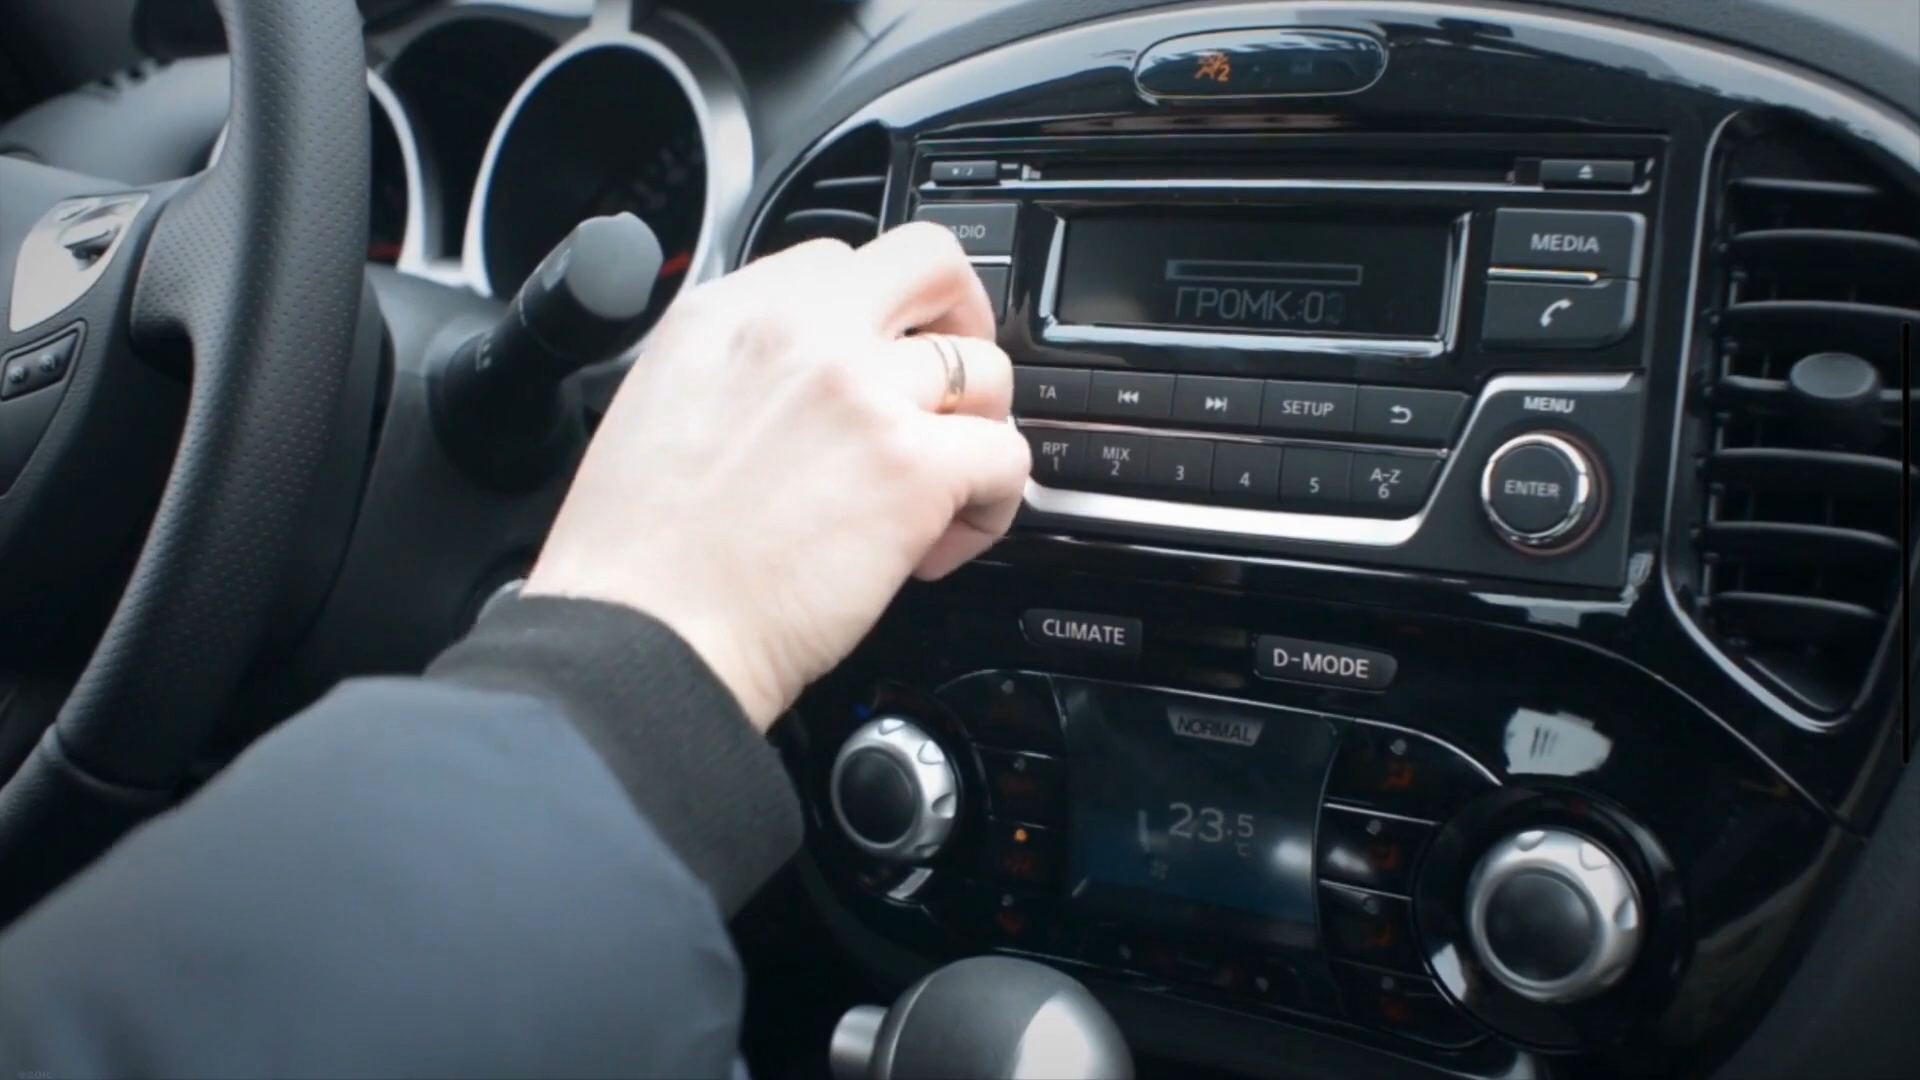 2
MEDIA
ГРОМК.:0
TA
SETUP
MENU
RPT
1
MIX
2
3
4
5
A-Z
6
ENTER
CLIMATE
D-MODE
NORMAL
23.5